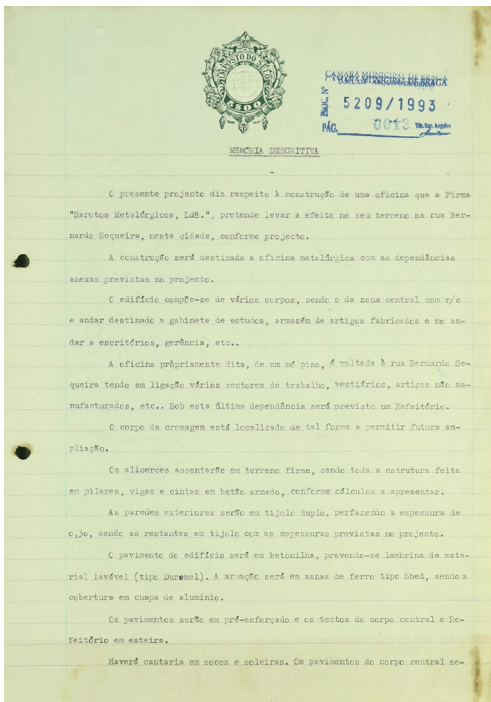 IMPOSTO DO SELO
5$00
CAMARA MUNICIPAL DE BRAGA
Proc. Nº 5209/1993
PÁG. 0013
MEMÓRIA DESCRITIVA
-
O presente projecto diz respeito à construção de uma oficina que a Firma
"Sarotos Metalúrgicos, Ldª.", pretende levar a efeito no seu terreno na rua Ber-
nardo Sequeira, nesta cidade, conforme projecto.
A construção será destinada a oficina metalúrgica com as dependências
anexas previstas no projecto.
O edifício compõe-se de vários corpos, sendo o da zona central com r/c
e andar destinado a gabinete de estudos, armazém de artigos fabricados e no an-
dar a escritórios, gerência, etc..
A oficina pròpriamente dita, de um só piso, é voltada à rua Bernardo Se-
queira tendo em ligação vários sectores de trabalho, vestiários, artigos não ma-
nufacturados, etc.. Sob esta última dependência será previsto um Refeitório.
O corpo da cromagem está localizado de tal forma a permitir futura am-
pliação.
Os alicerces assentarão em terreno firme, sendo toda a estrutura feita
em pilares, vigas e cintas em betão armado, conforme cálculos a apresentar.
As paredes exteriores serão em tijolo duplo, perfazendo a espessura de
0,30, sendo as restantes em tijolo com as espessuras previstas no projecto.
O pavimento do edifício será em betonilha, prevendo-se lambrins de mate-
rial lavável (tipo Duramel). A armação será em asnas de ferro tipo Shed, sendo a
cobertura em chapa de aluminio.
Os pavimentos serão em pré-esforçado e os tectos do corpo central e Re-
feitório em esteira.
Haverá cantaria em socos e soleiras. Os pavimentos do corpo central se-